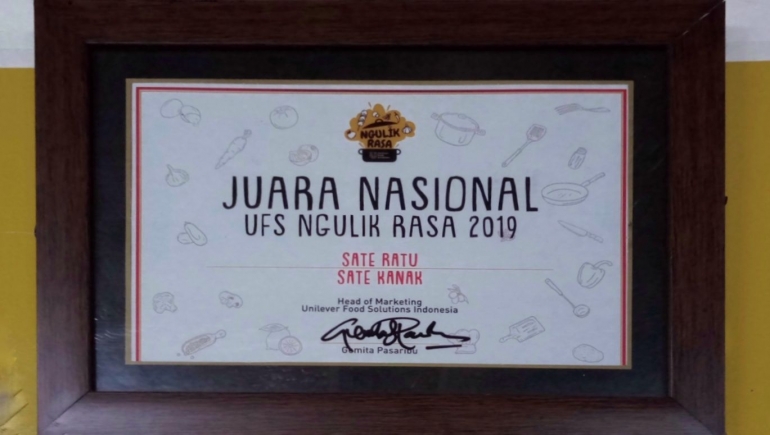 NGULIK
RASA
JUARA NASIONAL
UFS NGULIK RASA 2019
SATE RATU
SATE KANAK
Head of Marketing
Unilever Food Solutions Indonesia
Gemita Pasaribu